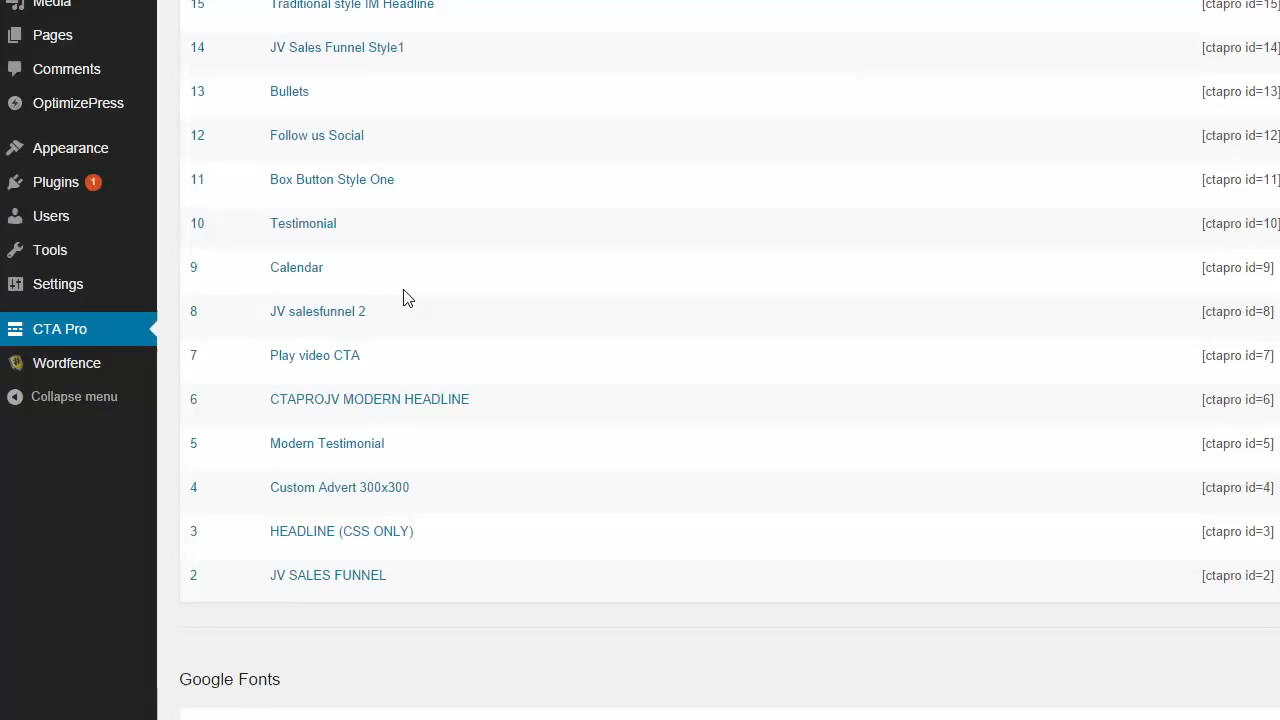 Media
Pages
Comments
OptimizePress
Appearance
Plugins 1
Users
Tools
Settings
CTA Pro
Wordfence
Collapse menu
15 Traditional style IM Headline [ctapro id=15]
14 JV Sales Funnel Style1 [ctapro id=14]
13 Bullets [ctapro id=13]
12 Follow us Social [ctapro id=12]
11 Box Button Style One [ctapro id=11]
10 Testimonial [ctapro id=10]
9 Calendar [ctapro id=9]
8 JV salesfunnel 2 [ctapro id=8]
7 Play video CTA [ctapro id=7]
6 CTAPROJV MODERN HEADLINE [ctapro id=6]
5 Modern Testimonial [ctapro id=5]
4 Custom Advert 300x300 [ctapro id=4]
3 HEADLINE (CSS ONLY) [ctapro id=3]
2 JV SALES FUNNEL [ctapro id=2]
Google Fonts